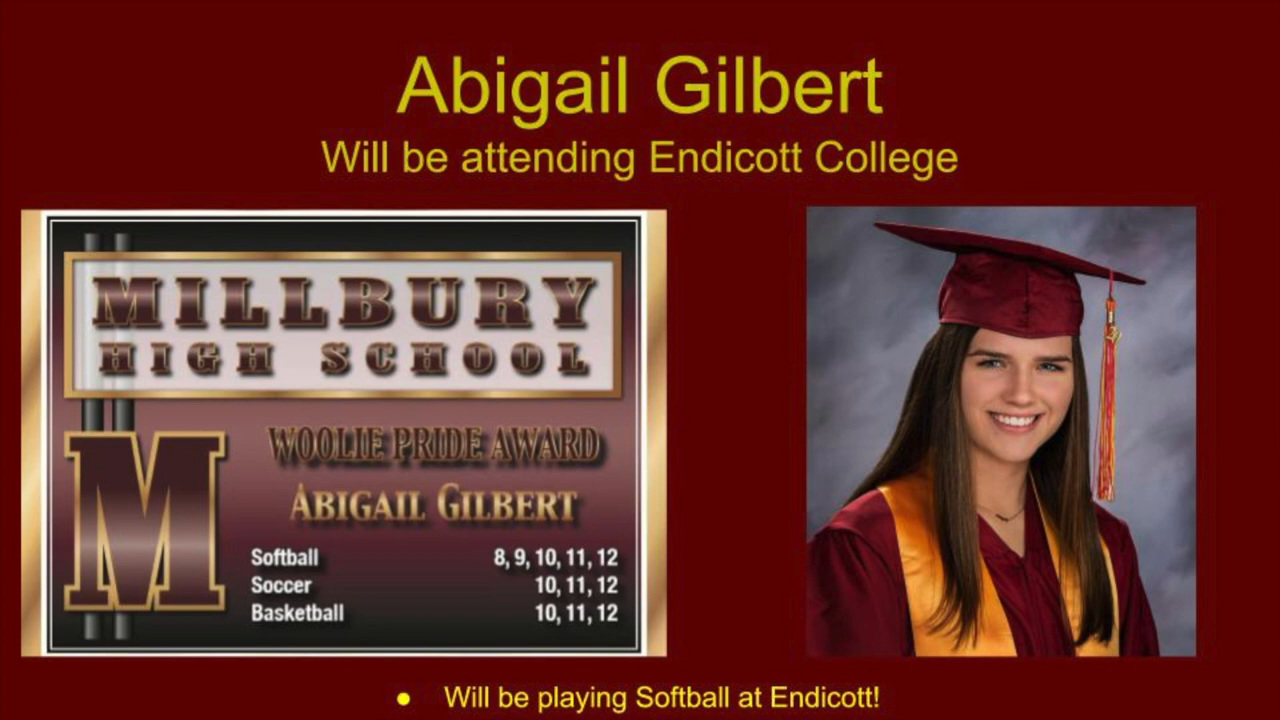 Abigail Gilbert
Will be attending Endicott College
MILLBURY
HIGH SCHOOL
M
WOOLIE PRIDE AWARD
ABIGAIL GILBERT
Softball 8, 9, 10, 11, 12
Soccer 10, 11, 12
Basketball 10, 11, 12
● Will be playing Softball at Endicott!